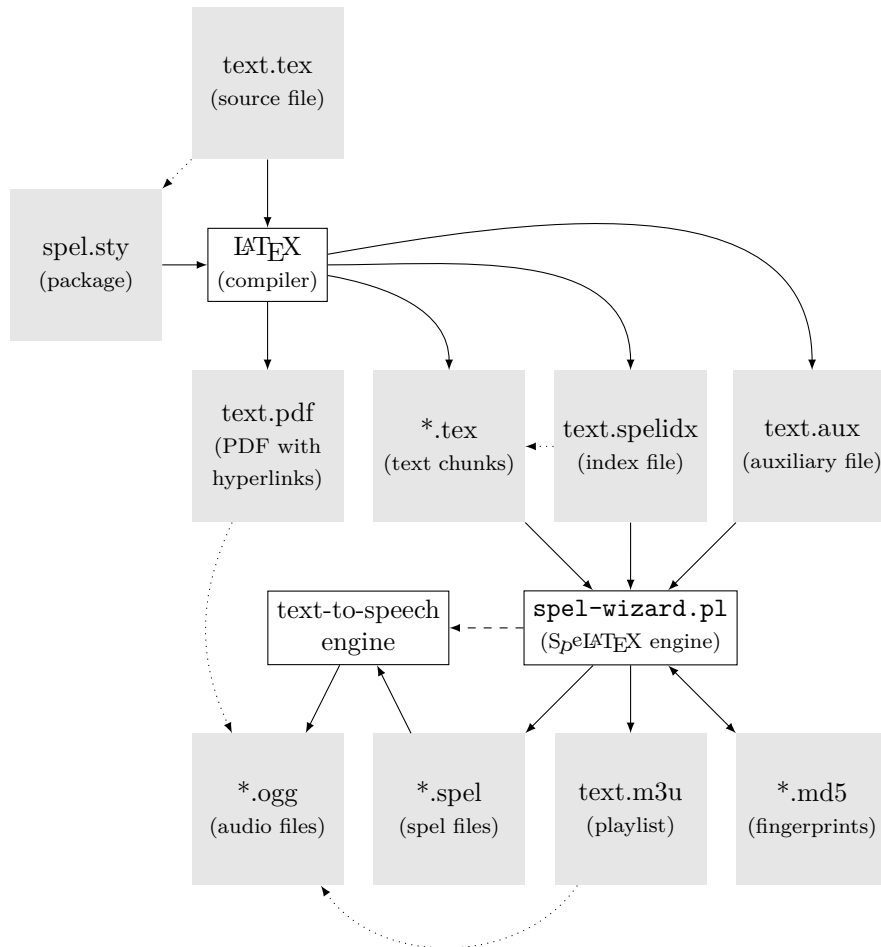 text.tex
(source file)
spel.sty
(package)
LATEX
(compiler)
text.pdf
(PDF with
hyperlinks)
*.tex
(text chunks)
text.spelidx
(index file)
text.aux
(auxiliary file)
text-to-speech
engine
spel-wizard.pl
(SpeLATEX engine)
*.ogg
(audio files)
*.spel
(spel files)
text.m3u
(playlist)
*.md5
(fingerprints)